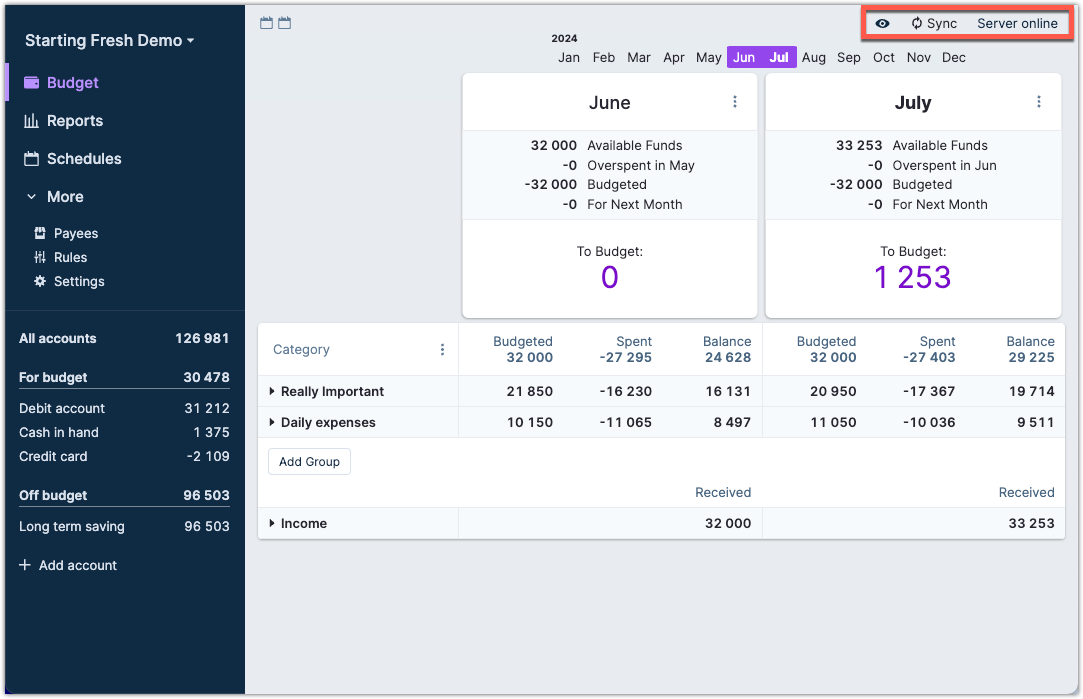 Starting Fresh Demo
Budget
Reports
Schedules
More
Payees
Rules
Settings
All accounts 126 981
For budget 30 478
Debit account 31 212
Cash in hand 1 375
Credit card -2 109
Off budget 96 503
Long term saving 96 503
Add account
Sync Server online
2024
Jan Feb Mar Apr May Jun Jul Aug Sep Oct Nov Dec
June
32 000 Available Funds
-0 Overspent in May
-32 000 Budgeted
-0 For Next Month
To Budget:
0
July
33 253 Available Funds
-0 Overspent in Jun
-32 000 Budgeted
-0 For Next Month
To Budget:
1 253
Category Budgeted Spent Balance Budgeted Spent Balance
32 000 -27 295 24 628 32 000 -27 403 29 225
Really Important 21 850 -16 230 16 131 20 950 -17 367 19 714
Daily expenses 10 150 -11 065 8 497 11 050 -10 036 9 511
Add Group
Received Received
Income 32 000 33 253